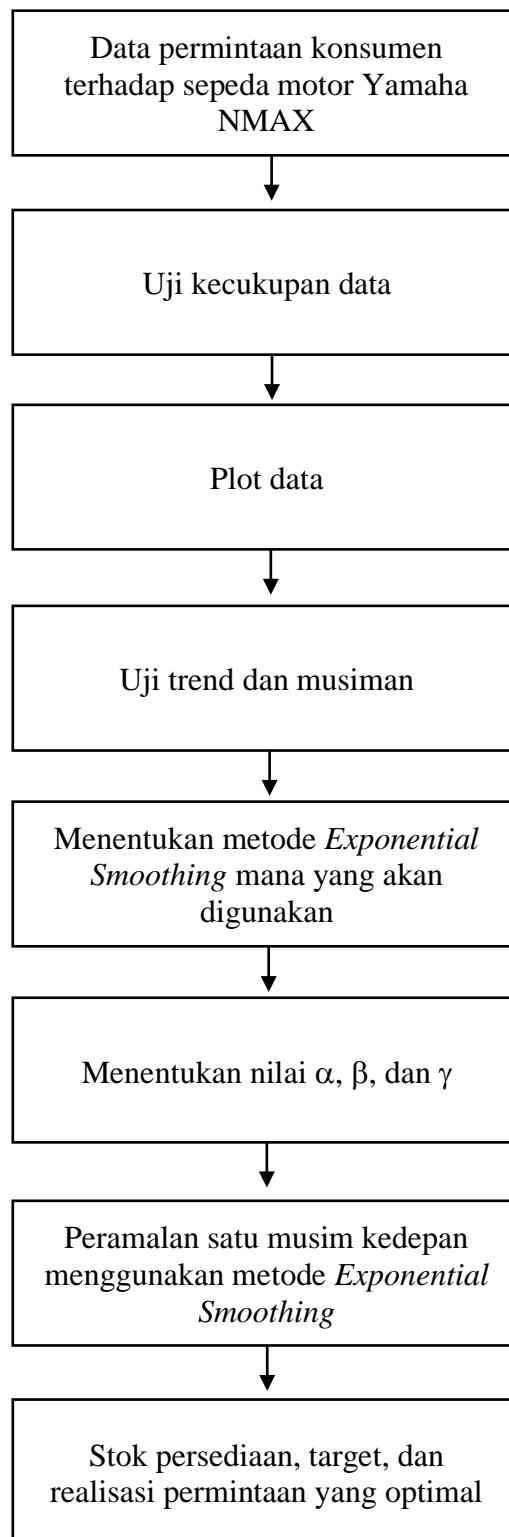 Data permintaan konsumen
terhadap sepeda motor Yamaha
NMAX
Uji kecukupan data
Plot data
Uji trend dan musiman
Menentukan metode Exponential
Smoothing mana yang akan
digunakan
Menentukan nilai α, β, dan γ
Peramalan satu musim kedepan
menggunakan metode Exponential
Smoothing
Stok persediaan, target, dan
realisasi permintaan yang optimal